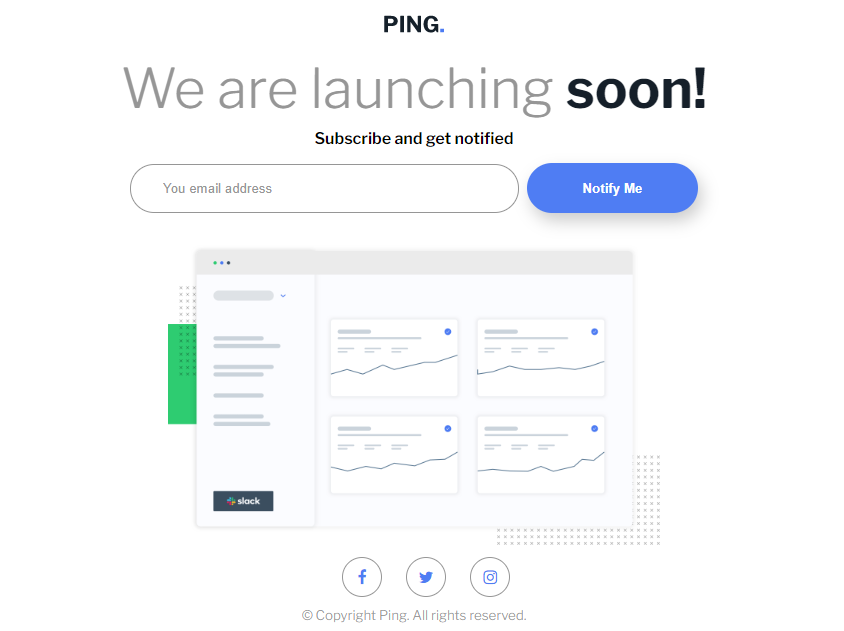 PING.
We are launching soon!
Subscribe and get notified
You email address
Notify Me
slack
© Copyright Ping. All rights reserved.